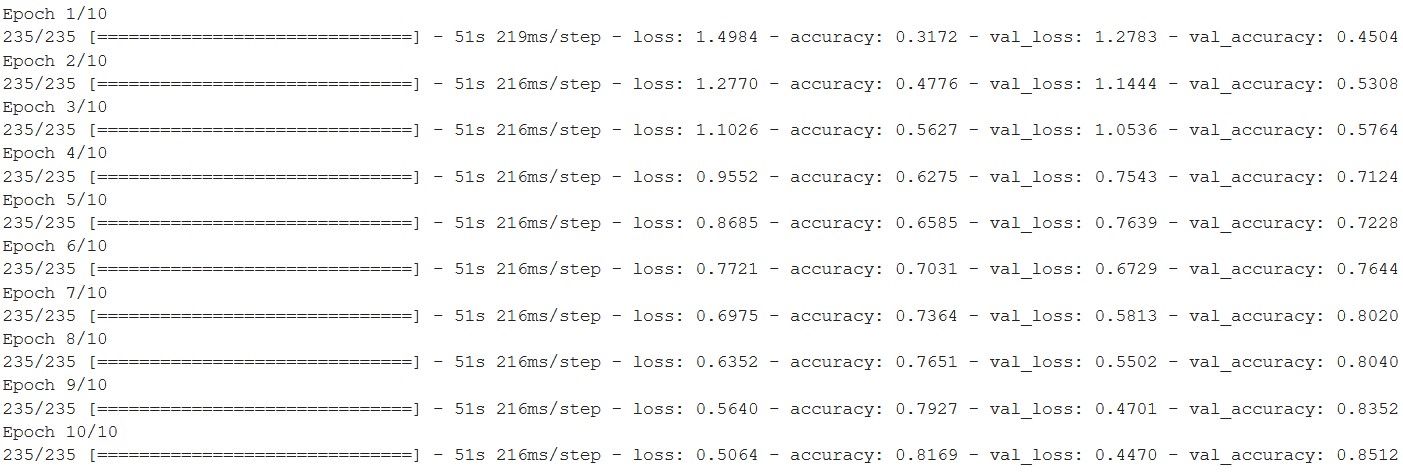 Epoch 1/10
235/235 [==============================] - 51s 219ms/step - loss: 1.4984 - accuracy: 0.3172 - val_loss: 1.2783 - val_accuracy: 0.4504
Epoch 2/10
235/235 [==============================] - 51s 216ms/step - loss: 1.2770 - accuracy: 0.4776 - val_loss: 1.1444 - val_accuracy: 0.5308
Epoch 3/10
235/235 [==============================] - 51s 216ms/step - loss: 1.1026 - accuracy: 0.5627 - val_loss: 1.0536 - val_accuracy: 0.5764
Epoch 4/10
235/235 [==============================] - 51s 216ms/step - loss: 0.9552 - accuracy: 0.6275 - val_loss: 0.7543 - val_accuracy: 0.7124
Epoch 5/10
235/235 [==============================] - 51s 216ms/step - loss: 0.8685 - accuracy: 0.6585 - val_loss: 0.7639 - val_accuracy: 0.7228
Epoch 6/10
235/235 [==============================] - 51s 216ms/step - loss: 0.7721 - accuracy: 0.7031 - val_loss: 0.6729 - val_accuracy: 0.7644
Epoch 7/10
235/235 [==============================] - 51s 216ms/step - loss: 0.6975 - accuracy: 0.7364 - val_loss: 0.5813 - val_accuracy: 0.8020
Epoch 8/10
235/235 [==============================] - 51s 216ms/step - loss: 0.6352 - accuracy: 0.7651 - val_loss: 0.5502 - val_accuracy: 0.8040
Epoch 9/10
235/235 [==============================] - 51s 216ms/step - loss: 0.5640 - accuracy: 0.7927 - val_loss: 0.4701 - val_accuracy: 0.8352
Epoch 10/10
235/235 [==============================] - 51s 216ms/step - loss: 0.5064 - accuracy: 0.8169 - val_loss: 0.4470 - val_accuracy: 0.8512